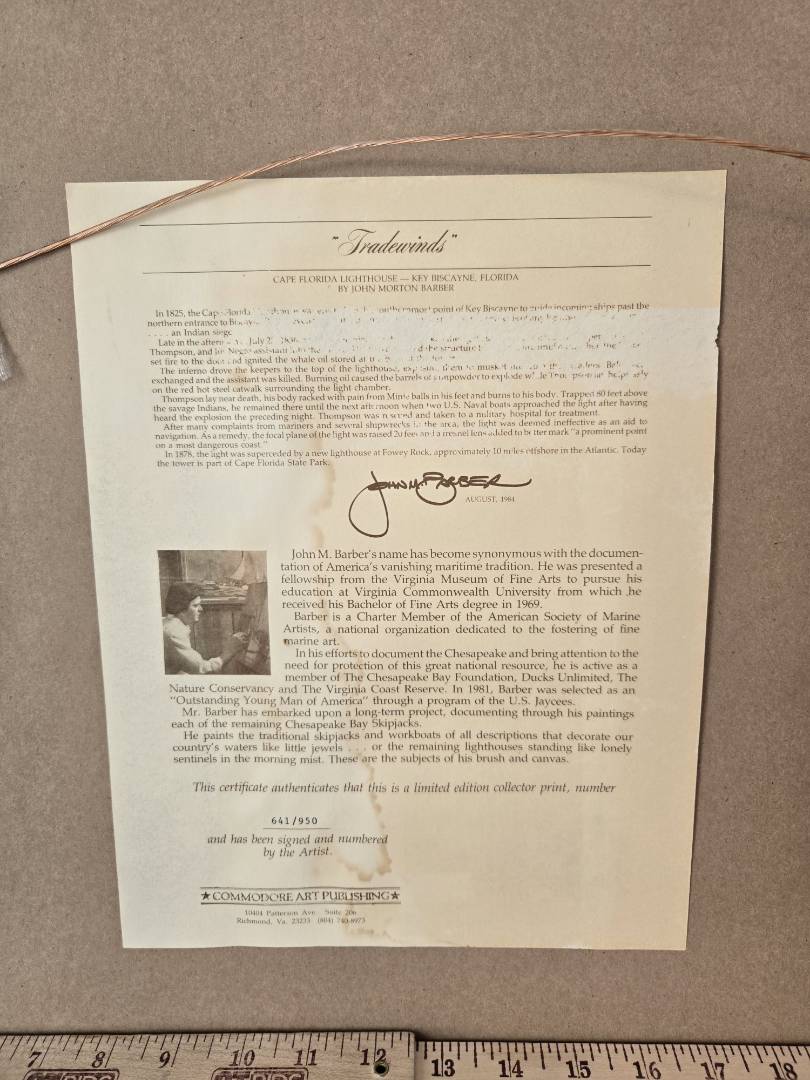 "Tradewinds"
CAPE FLORIDA LIGHTHOUSE — KEY BISCAYNE, FLORIDA
BY JOHN MORTON BARBER
In 1825, the Cape Florida point of Key Biscayne to guide incoming ships past the
northern entrance to
. . . . an Indian siege
Late in the July
Thompson, and the structure
set fire to the door and ignited the whale oil stored at
The inferno drove the keepers to the top of the lighthouse,
exchanged and the assistant was killed. Burning oil caused the barrels of gunpowder to explode
on the red hot steel catwalk surrounding the light chamber.
Thompson lay near death, his body racked with pain from Minie balls in his feet and burns to his body. Trapped 80 feet above
the savage Indians, he remained there until the next afternoon when two U.S. Naval boats approached the light after having
heard the explosion the preceding night. Thompson was rescued and taken to a military hospital for treatment.
After many complaints from mariners and several shipwrecks in the area, the light was deemed ineffective as an aid to
navigation. As a remedy, the focal plane of the light was raised 20 feet and a fresnel lens added to better mark "a prominent point
on a most dangerous coast."
In 1878, the light was superceded by a new lighthouse at Fowey Rock, approximately 10 miles offshore in the Atlantic. Today
the tower is part of Cape Florida State Park.
JOHN M. BARBER
AUGUST, 1984
John M. Barber's name has become synonymous with the documen-
tation of America's vanishing maritime tradition. He was presented a
fellowship from the Virginia Museum of Fine Arts to pursue his
education at Virginia Commonwealth University from which he
received his Bachelor of Fine Arts degree in 1969.
Barber is a Charter Member of the American Society of Marine
Artists, a national organization dedicated to the fostering of fine
marine art.
In his efforts to document the Chesapeake and bring attention to the
need for protection of this great national resource, he is active as a
member of The Chesapeake Bay Foundation, Ducks Unlimited, The
Nature Conservancy and The Virginia Coast Reserve. In 1981, Barber was selected as an
"Outstanding Young Man of America" through a program of the U.S. Jaycees.
Mr. Barber has embarked upon a long-term project, documenting through his paintings
each of the remaining Chesapeake Bay Skipjacks.
He paints the traditional skipjacks and workboats of all descriptions that decorate our
country's waters like little jewels . . . or the remaining lighthouses standing like lonely
sentinels in the morning mist. These are the subjects of his brush and canvas.
This certificate authenticates that this is a limited edition collector print, number
641/950
and has been signed and numbered
by the Artist.
★COMMODORE ART PUBLISHING★
10404 Patterson Ave. Suite 206
Richmond, Va. 23233 (804) 740-8973
7 8 9 10 11 12 13 14 15 16 17 18